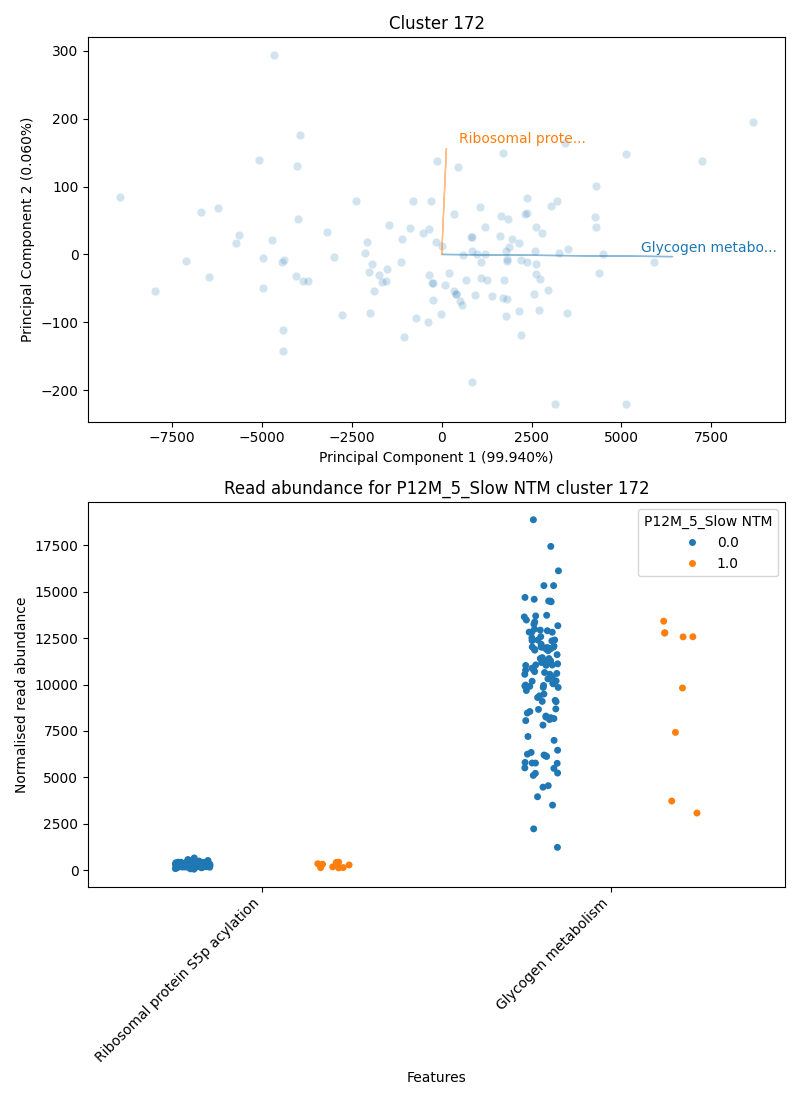 Cluster 172
300
200
100
0
−100
−200
Principal Component 2 (0.060%)
Ribosomal prote...
Glycogen metabo...
−7500 −5000 −2500 0 2500 5000 7500
Principal Component 1 (99.940%)
Read abundance for P12M_5_Slow NTM cluster 172
17500
15000
12500
10000
7500
5000
2500
0
Normalised read abundance
P12M_5_Slow NTM
0.0
1.0
Ribosomal protein S5p acylation
Glycogen metabolism
Features